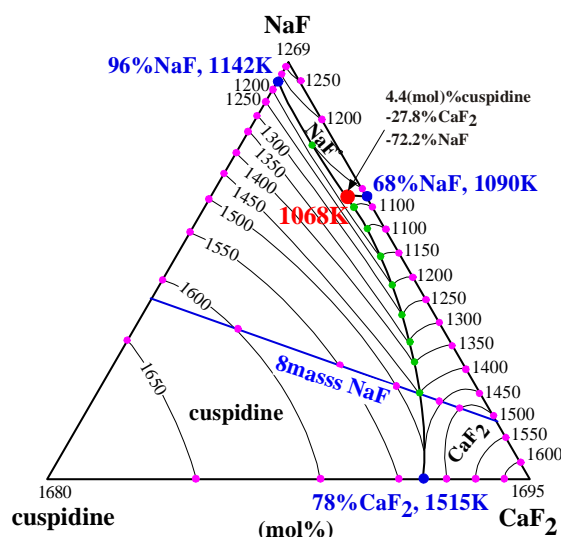 NaF
1269
96%NaF, 1142K
1250
1200
1250
1200
4.4(mol)%cuspidine
-27.8%CaF2
-72.2%NaF
NaF
68%NaF, 1090K
1068K
1300
1350
1400
1450
1500
1550
1600
1650
1100
1100
1150
1200
1250
1300
1350
1400
1450
1500
1550
1600
8masss NaF
cuspidine
CaF2
1680
78%CaF2, 1515K
1695
cuspidine
(mol%)
CaF2